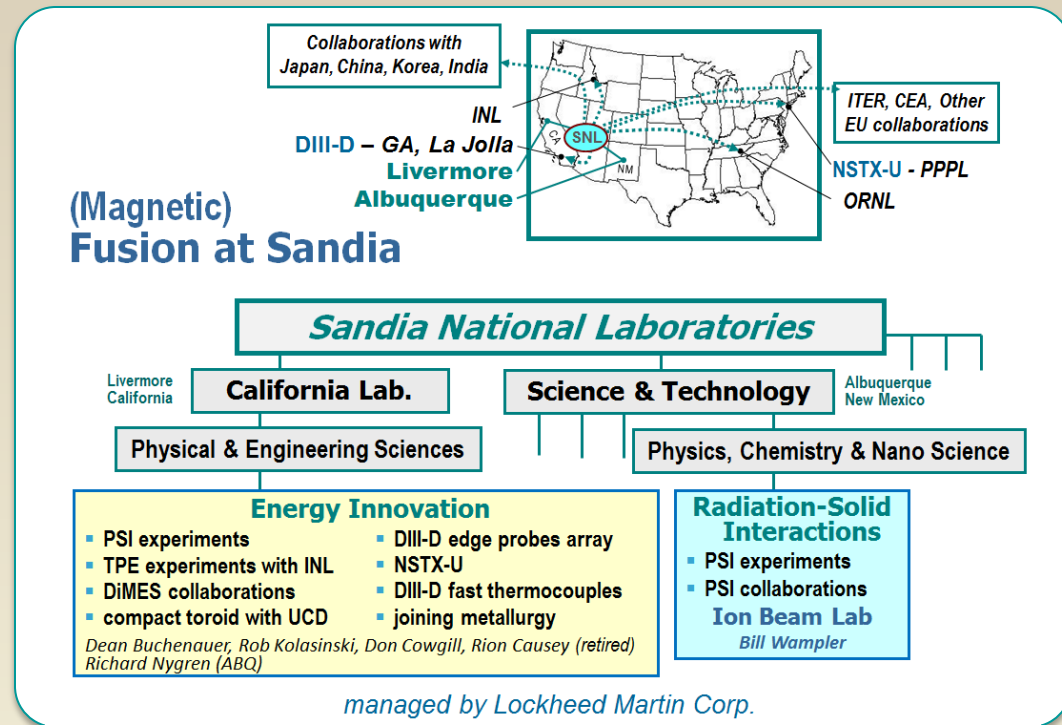 Collaborations with
Japan, China, Korea, India
INL
DIII-D – GA, La Jolla
Livermore
Albuquerque
CA
SNL
NM
ITER, CEA, Other
EU collaborations
NSTX-U - PPPL
ORNL
(Magnetic)
Fusion at Sandia
Sandia National Laboratories
Livermore
California
California Lab.
Science & Technology
Albuquerque
New Mexico
Physical & Engineering Sciences
Physics, Chemistry & Nano Science
Energy Innovation
▪ PSI experiments
▪ TPE experiments with INL
▪ DiMES collaborations
▪ compact toroid with UCD
▪ DIII-D edge probes array
▪ NSTX-U
▪ DIII-D fast thermocouples
▪ joining metallurgy
Dean Buchenauer, Rob Kolasinski, Don Cowgill, Rion Causey (retired)
Richard Nygren (ABQ)
Radiation-Solid
Interactions
▪ PSI experiments
▪ PSI collaborations
Ion Beam Lab
Bill Wampler
managed by Lockheed Martin Corp.